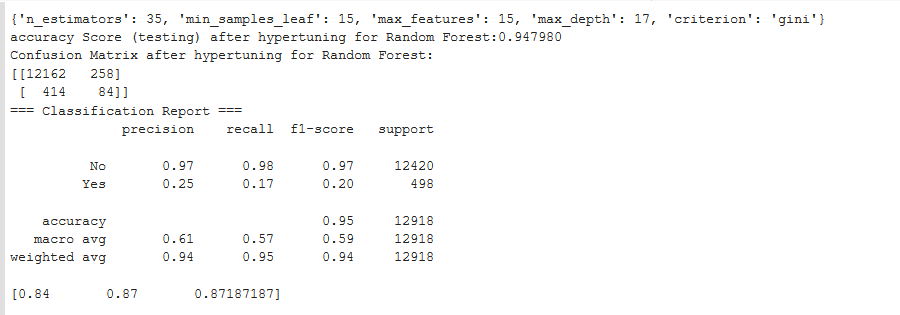 {'n_estimators': 35, 'min_samples_leaf': 15, 'max_features': 15, 'max_depth': 17, 'criterion': 'gini'}
accuracy Score (testing) after hypertuning for Random Forest:0.947980
Confusion Matrix after hypertuning for Random Forest:
[[12162   258]
 [  414    84]]
=== Classification Report ===
              precision    recall  f1-score   support

          No       0.97      0.98      0.97     12420
         Yes       0.25      0.17      0.20       498

    accuracy                           0.95     12918
   macro avg       0.61      0.57      0.59     12918
weighted avg       0.94      0.95      0.94     12918

[0.84       0.87       0.87187187]